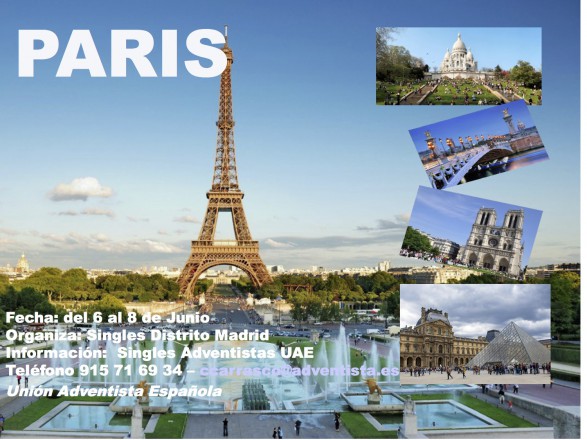 PARIS
Fecha: del 6 al 8 de Junio
Organiza: Singles Distrito Madrid
Información:  Singles Adventistas UAE
Teléfono 915 71 69 34 – ccarrasco@adventista.es
Unión Adventista Española